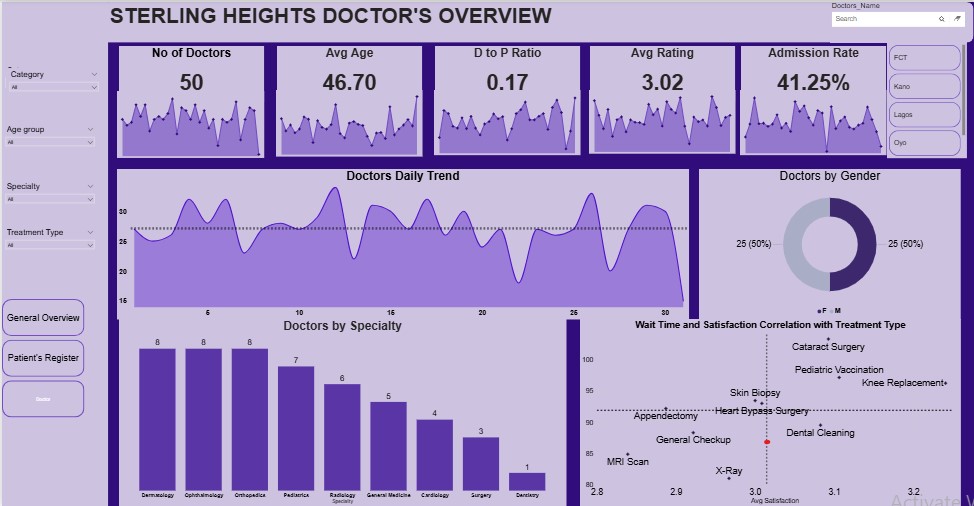 STERLING HEIGHTS DOCTOR'S OVERVIEW
Doctors_Name
Search
No of Doctors
50
Avg Age
46.70
D to P Ratio
0.17
Avg Rating
3.02
Admission Rate
41.25%
FCT
Kano
Lagos
Oyo
Category
All
Age group
All
Specialty
All
Treatment Type
All
General Overview
Patient's Register
Doctors Daily Trend
30
25
20
15
5
10
15
20
25
30
Doctors by Gender
25 (50%)
25 (50%)
F M
Doctors by Specialty
8
8
8
7
6
5
4
3
1
Dermatology
Ophthalmology
Orthopedics
Pediatrics
Radiology
General Medicine
Cardiology
Surgery
Dentistry
Specialty
Wait Time and Satisfaction Correlation with Treatment Type
100
95
90
85
80
Cataract Surgery
Pediatric Vaccination
Knee Replacement
Skin Biopsy
Heart Bypass Surgery
Appendectomy
Dental Cleaning
General Checkup
MRI Scan
X-Ray
2.8
2.9
3.0
3.1
3.2
Avg Satisfaction
Activate